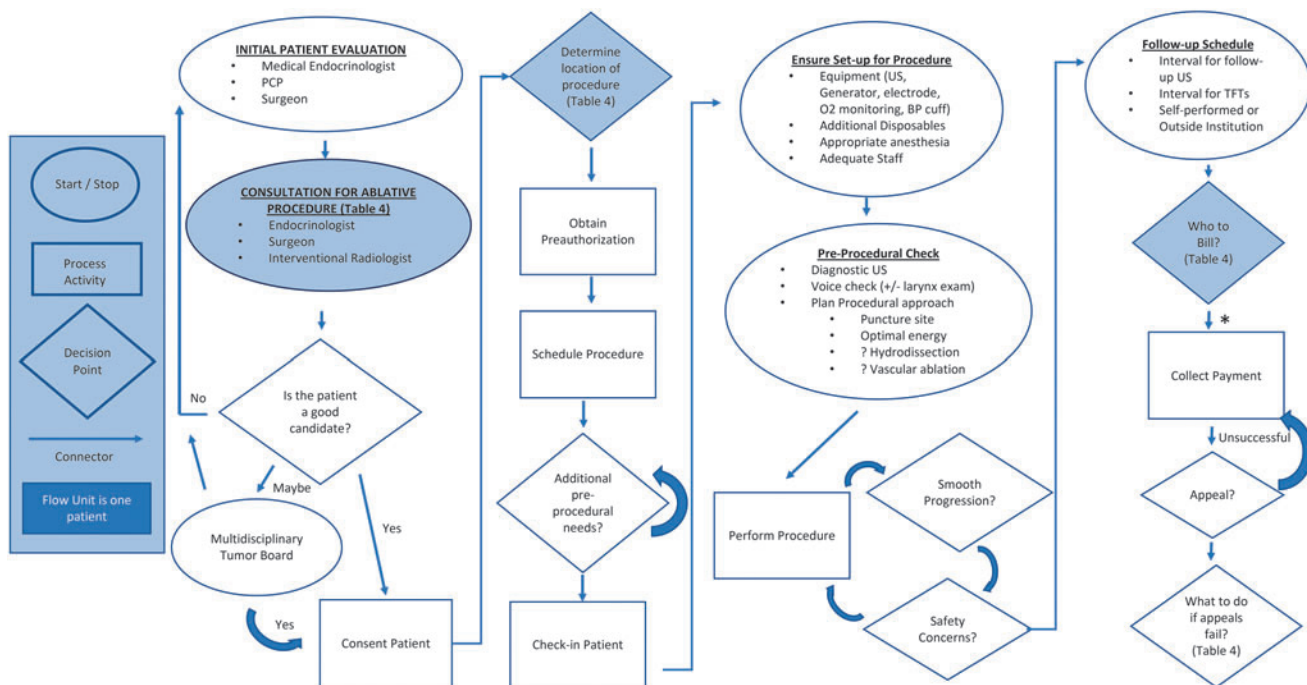 Start / Stop
Process
Activity
Decision
Point
Connector
Flow Unit is one
patient
INITIAL PATIENT EVALUATION
• Medical Endocrinologist
• PCP
• Surgeon
CONSULTATION FOR ABLATIVE
PROCEDURE (Table 4)
• Endocrinologist
• Surgeon
• Interventional Radiologist
Is the patient
a good
candidate?
No
Maybe
Yes
Multidisciplinary
Tumor Board
Yes
Consent Patient
Determine
location of
procedure
(Table 4)
Obtain
Preauthorization
Schedule Procedure
Additional
pre-
procedural
needs?
Check-in Patient
Ensure Set-up for Procedure
• Equipment (US,
Generator, electrode,
O2 monitoring, BP cuff)
• Additional Disposables
• Appropriate anesthesia
• Adequate Staff
Pre-Procedural Check
• Diagnostic US
• Voice check (+/- larynx exam)
• Plan Procedural approach
• Puncture site
• Optimal energy
• ? Hydrodissection
• ? Vascular ablation
Perform Procedure
Smooth
Progression?
Safety
Concerns?
Follow-up Schedule
• Interval for follow-
up US
• Interval for TFTs
• Self-performed or
Outside Institution
Who to
Bill?
(Table 4)
*
Collect Payment
Unsuccessful
Appeal?
What to do
if appeals
fail?
(Table 4)